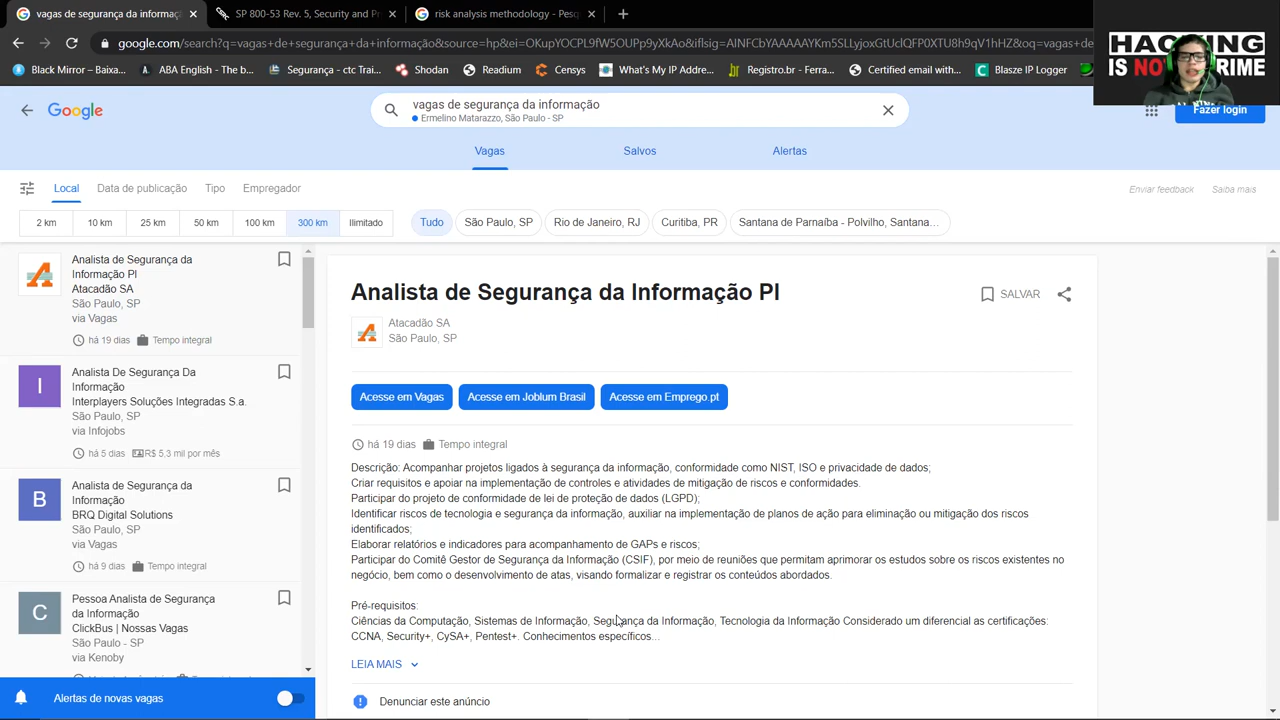 vagas de segurança da informaça
SP 800-53 Rev. 5, Security and Pr
risk analysis methodology - Pesq
google.com/search?q=vagas+de+segurança+da+informação&source=hp&ei=
Black Mirror – Baixa...
ABA English - The b...
Segurança - ctc Trai...
Shodan
Research
Censys
What's My IP Addre...
Registro.br - Ferra...
Certified email with...
Blasze IP Logger
HACKING
IS NO RIME
Google
vagas de segurança da informação
Ermelino Matarazzo, São Paulo - SP
Fazer login
Vagas
Salvos
Alertas
Local
Data de publicação
Tipo
Empregador
Enviar feedback
Saiba mais
2 km
10 km
25 km
50 km
100 km
300 km
Ilimitado
Tudo
São Paulo, SP
Rio de Janeiro, RJ
Curitiba, PR
Santana de Parnaíba - Polvilho, Santana...
Analista de Segurança da
Informação Pl
Atacadão SA
São Paulo, SP
via Vagas
há 19 dias
Tempo integral
I
Analista De Segurança Da
Informação
Interplayers Soluções Integradas S.a.
São Paulo, SP
via Infojobs
há 5 dias
R$ 5,3 mil por mês
B
Analista de Segurança da
Informação
BRQ Digital Solutions
São Paulo, SP
via Vagas
há 9 dias
Tempo integral
C
Pessoa Analista de Segurança
da Informação
ClickBus | Nossas Vagas
São Paulo - SP
via Kenoby
Alertas de novas vagas
Analista de Segurança da Informação Pl
SALVAR
Atacadão SA
São Paulo, SP
Acesse em Vagas
Acesse em Joblum Brasil
Acesse em Emprego.pt
há 19 dias
Tempo integral
Descrição: Acompanhar projetos ligados à segurança da informação, conformidade como NIST, ISO e privacidade de dados;
Criar requisitos e apoiar na implementação de controles e atividades de mitigação de riscos e conformidades.
Participar do projeto de conformidade de lei de proteção de dados (LGPD);
Identificar riscos de tecnologia e segurança da informação, auxiliar na implementação de planos de ação para eliminação ou mitigação dos riscos
identificados;
Elaborar relatórios e indicadores para acompanhamento de GAPs e riscos;
Participar do Comitê Gestor de Segurança da Informação (CSIF), por meio de reuniões que permitam aprimorar os estudos sobre os riscos existentes no
negócio, bem como o desenvolvimento de atas, visando formalizar e registrar os conteúdos abordados.
Pré-requisitos:
Ciências da Computação, Sistemas de Informação, Segurança da Informação, Tecnologia da Informação Considerado um diferencial as certificações:
CCNA, Security+, CySA+, Pentest+. Conhecimentos específicos...
LEIA MAIS
Denunciar este anúncio